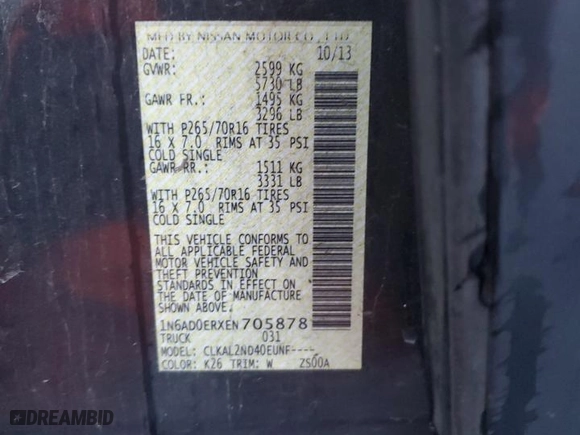 MFD BY NISSAN MOTOR CO., LTD
DATE: 10/13
GVWR: 2599 KG
5730 LB
GAWR FR.: 1495 KG
3296 LB
WITH P265/70R16 TIRES
16 X 7.0 RIMS AT 35 PSI
COLD SINGLE
GAWR RR.: 1511 KG
3331 LB
WITH P265/70R16 TIRES
16 X 7.0 RIMS AT 35 PSI
COLD SINGLE
THIS VEHICLE CONFORMS TO
ALL APPLICABLE FEDERAL
MOTOR VEHICLE SAFETY AND
THEFT PREVENTION
STANDARDS IN EFFECT ON
THE DATE OF MANUFACTURE
SHOWN ABOVE.
1N6AD0ERXEN705878
TRUCK 031
MODEL: CLKAL2N040EUNF----
COLOR: K26 TRIM: W ZS00A
DREAMBID